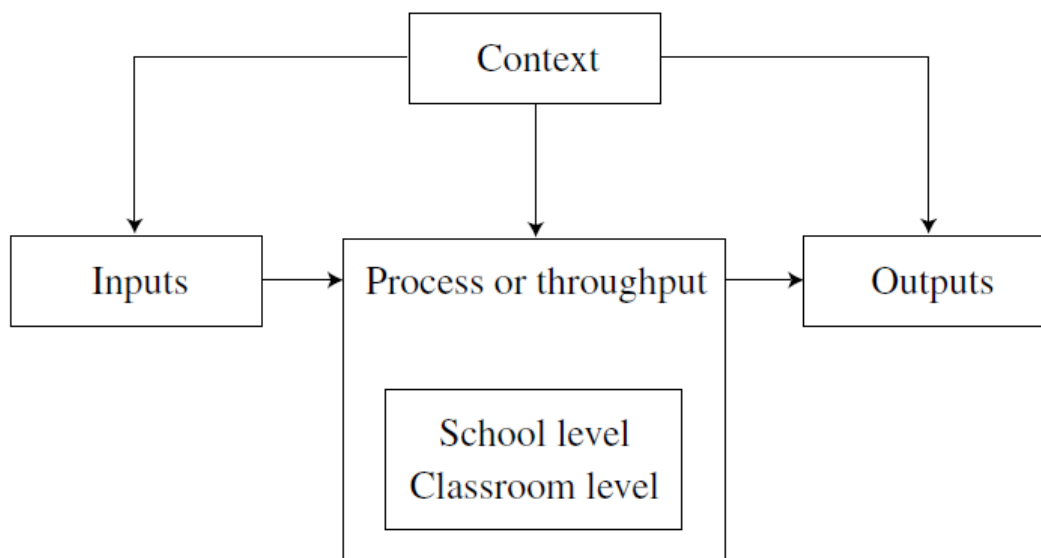 Context
Inputs
Process or throughput
Outputs
School level
Classroom level